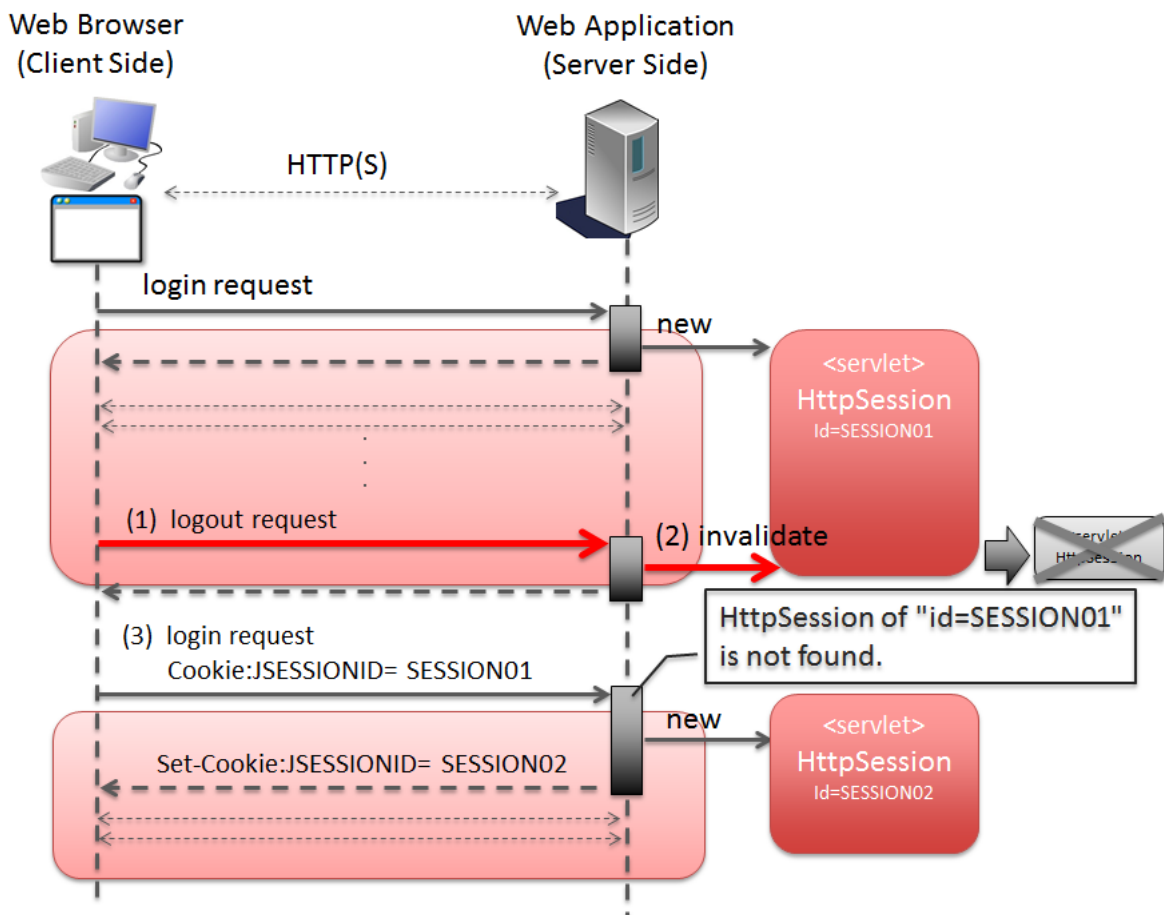 Web Browser
(Client Side)
Web Application
(Server Side)
HTTP(S)
login request
new
<servlet>
HttpSession
Id=SESSION01
.
.
.
(1) logout request
(2) invalidate
<servlet>
HttpSession
HttpSession of "id=SESSION01"
is not found.
(3) login request
Cookie:JSESSIONID= SESSION01
new
<servlet>
HttpSession
Id=SESSION02
Set-Cookie:JSESSIONID= SESSION02